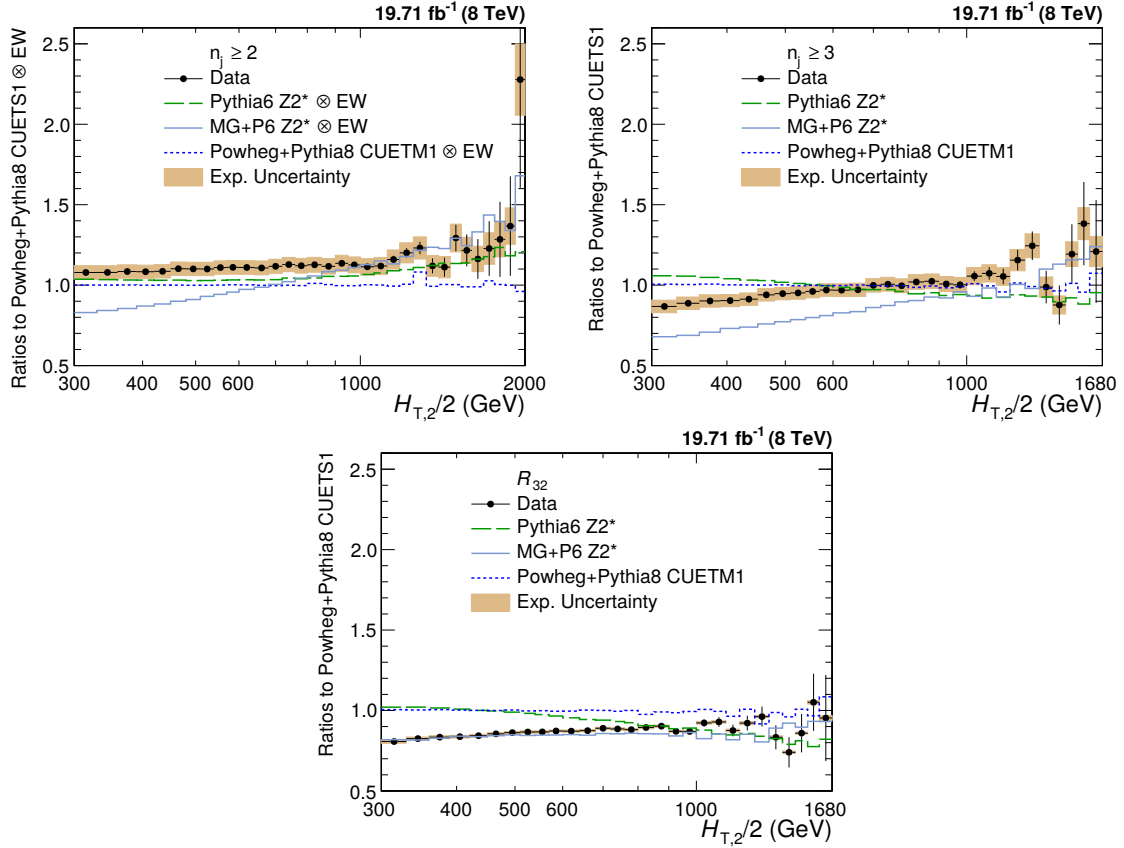 19.71 fb⁻¹ (8 TeV)
Ratios to Powheg+Pythia8 CUETS1 ⊗ EW
n_j ≥ 2
Data
Pythia6 Z2* ⊗ EW
MG+P6 Z2* ⊗ EW
Powheg+Pythia8 CUETM1 ⊗ EW
Exp. Uncertainty
2.5
2.0
1.5
1.0
0.5
300 400 500 600 1000 2000
H_T,2/2 (GeV)
19.71 fb⁻¹ (8 TeV)
Ratios to Powheg+Pythia8 CUETS1
n_j ≥ 3
Data
Pythia6 Z2*
MG+P6 Z2*
Powheg+Pythia8 CUETM1
Exp. Uncertainty
2.5
2.0
1.5
1.0
0.5
300 400 500 600 1000 1680
H_T,2/2 (GeV)
19.71 fb⁻¹ (8 TeV)
Ratios to Powheg+Pythia8 CUETS1
R_32
Data
Pythia6 Z2*
MG+P6 Z2*
Powheg+Pythia8 CUETM1
Exp. Uncertainty
2.5
2.0
1.5
1.0
0.5
300 400 500 600 1000 1680
H_T,2/2 (GeV)